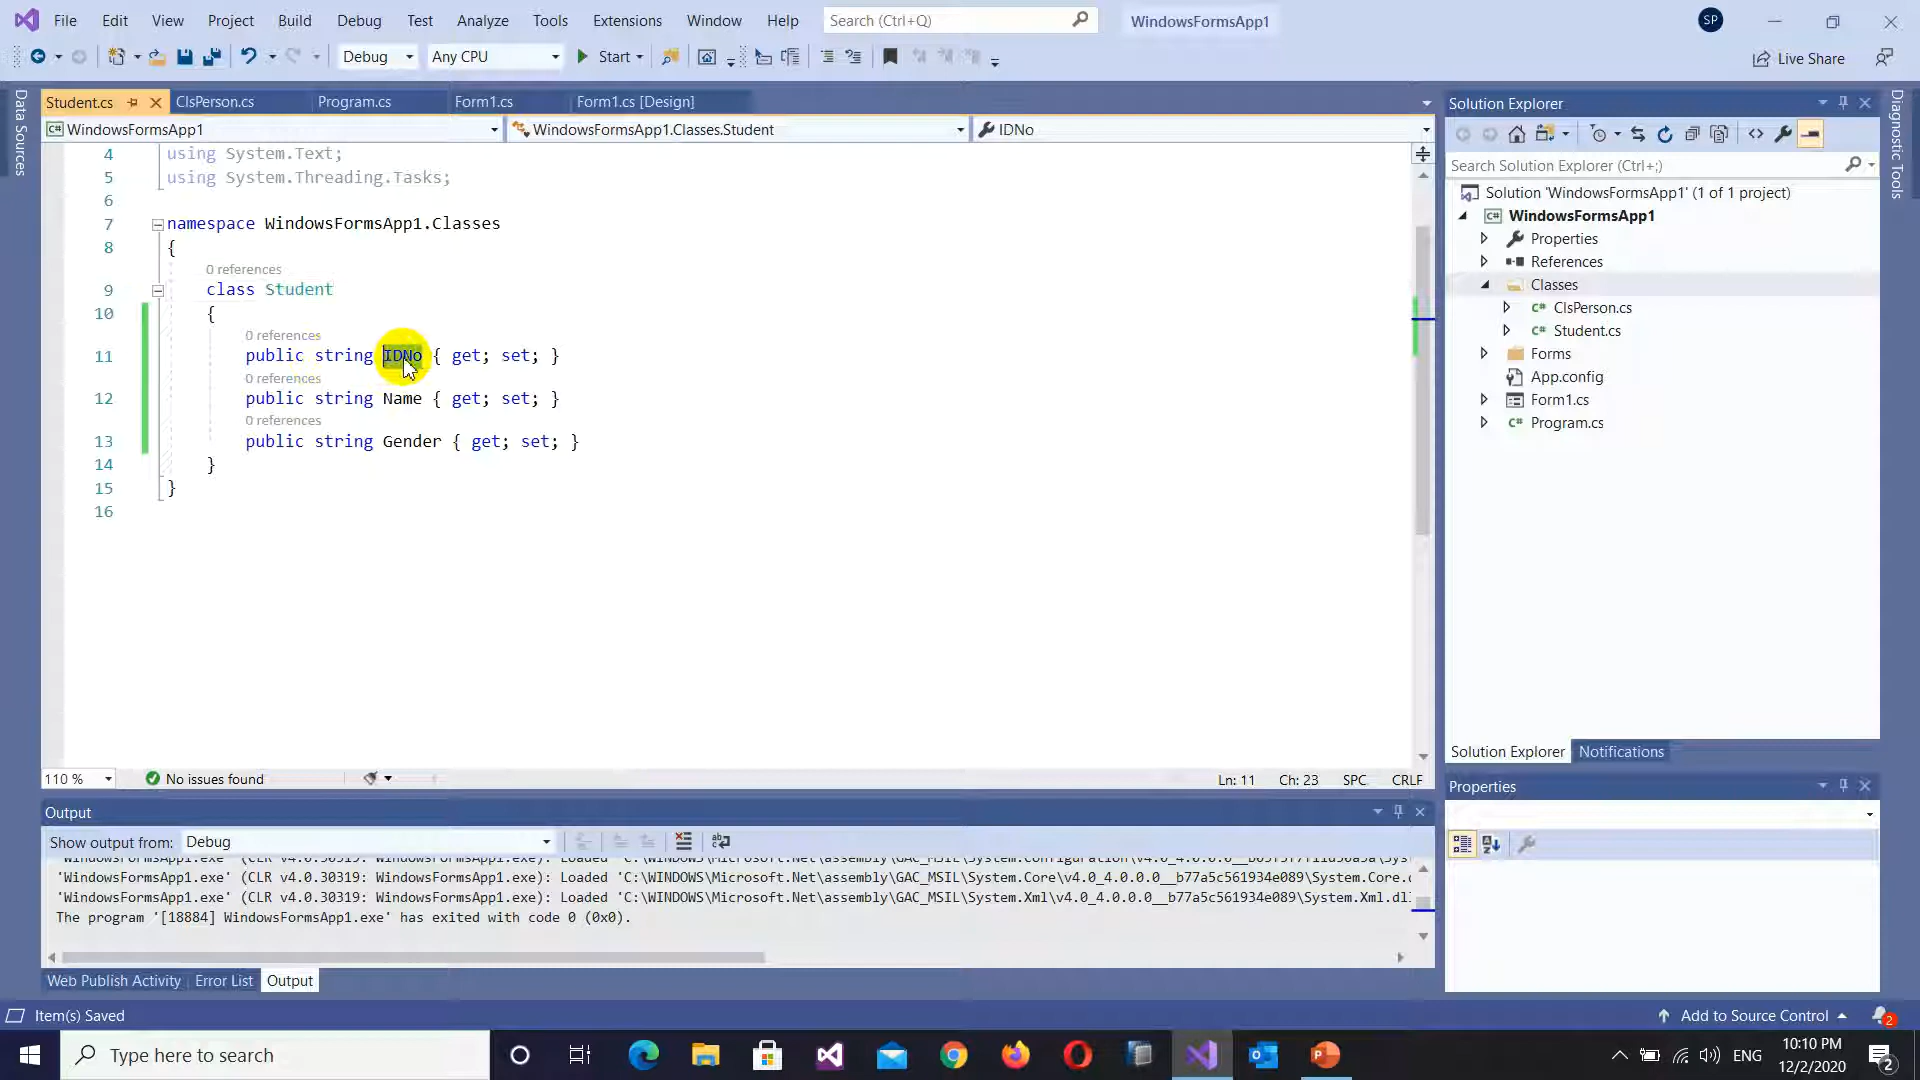 File Edit View Project Build Debug Test Analyze Tools Extensions Window Help Search (Ctrl+Q) WindowsFormsApp1 SP
Debug Any CPU Start Live Share
Data Sources
Student.cs ClsPerson.cs Program.cs Form1.cs Form1.cs [Design]
WindowsFormsApp1 WindowsFormsApp1.Classes.Student IDNo
4 using System.Text;
5 using System.Threading.Tasks;
6
7 namespace WindowsFormsApp1.Classes
8 {
0 references
9 class Student
10 {
0 references
11 public string IDNo { get; set; }
0 references
12 public string Name { get; set; }
0 references
13 public string Gender { get; set; }
14 }
15 }
16
110 % No issues found Ln: 11 Ch: 23 SPC CRLF
Output
Show output from: Debug
'WindowsFormsApp1.exe' (CLR v4.0.30319: WindowsFormsApp1.exe): Loaded 'C:\WINDOWS\Microsoft.Net\assembly\GAC_MSIL\System.Core\v4.0_4.0.0.0__b77a5c561934e089\System.Core.
'WindowsFormsApp1.exe' (CLR v4.0.30319: WindowsFormsApp1.exe): Loaded 'C:\WINDOWS\Microsoft.Net\assembly\GAC_MSIL\System.Xml\v4.0_4.0.0.0__b77a5c561934e089\System.Xml.dl
The program '[18884] WindowsFormsApp1.exe' has exited with code 0 (0x0).
Web Publish Activity Error List Output
Solution Explorer
Search Solution Explorer (Ctrl+;)
Solution 'WindowsFormsApp1' (1 of 1 project)
WindowsFormsApp1
Properties
References
Classes
ClsPerson.cs
Student.cs
Forms
App.config
Form1.cs
Program.cs
Solution Explorer Notifications
Properties
Diagnostic Tools
Item(s) Saved Add to Source Control 2
Type here to search ENG 10:10 PM
12/2/2020 2